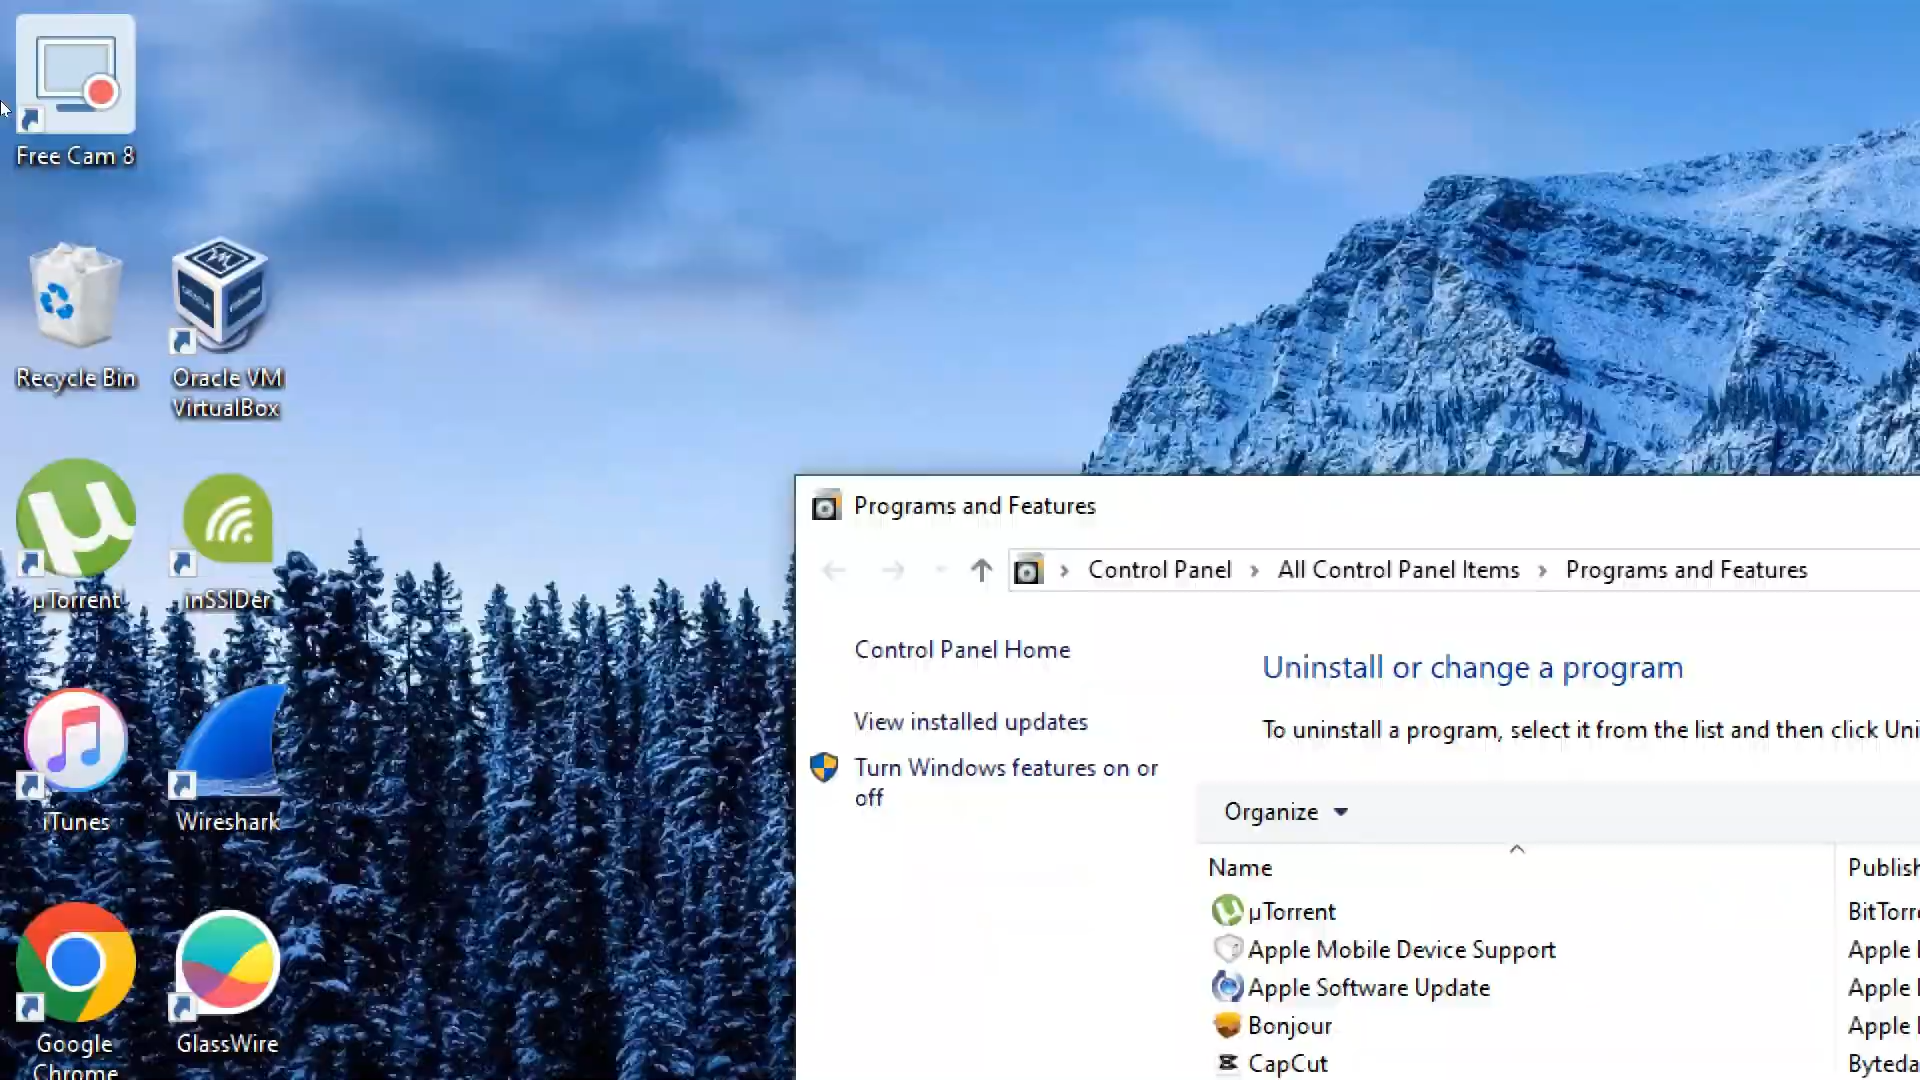 Free Cam 8
Recycle Bin
Oracle VM
VirtualBox
µTorrent
inSSIDer
iTunes
Wireshark
Google
Chrome
GlassWire
Programs and Features
Control Panel
All Control Panel Items
Programs and Features
Control Panel Home
View installed updates
Turn Windows features on or
off
Uninstall or change a program
To uninstall a program, select it from the list and then click Uni
Organize
Name
Publish
µTorrent
BitTorr
Apple Mobile Device Support
Apple
Apple Software Update
Apple
Bonjour
Apple
CapCut
Byteda